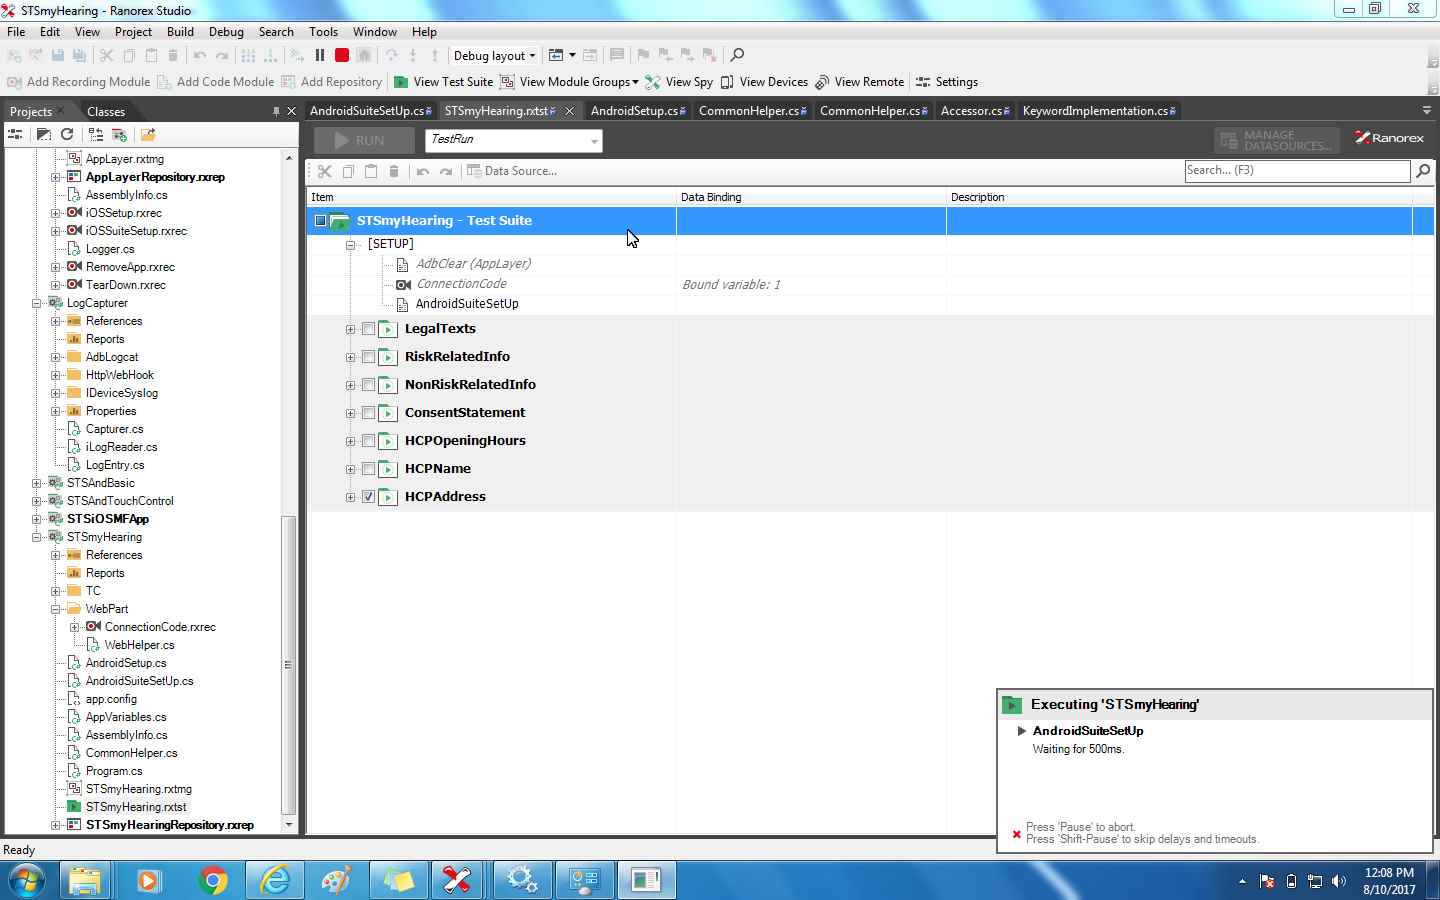 STSmyHearing - Ranorex Studio
File Edit View Project Build Debug Search Tools Window Help
Debug layout
Add Recording Module Add Code Module Add Repository View Test Suite View Module Groups View Spy View Devices View Remote Settings
Projects Classes
AndroidSuiteSetUp.cs STSmyHearing.rxtst AndroidSetup.cs CommonHelper.cs CommonHelper.cs Accessor.cs KeywordImplementation.cs
RUN TestRun MANAGE DATASOURCES... Ranorex
Data Source... Search... (F3)
Item Data Binding Description
STSmyHearing - Test Suite
[SETUP]
AdbClear (AppLayer)
ConnectionCode Bound variable: 1
AndroidSuiteSetUp
LegalTexts
RiskRelatedInfo
NonRiskRelatedInfo
ConsentStatement
HCPOpeningHours
HCPName
HCPAddress
AppLayer.rxtmg
AppLayerRepository.rxrep
AssemblyInfo.cs
iOSSetup.rxrec
iOSSuiteSetup.rxrec
Logger.cs
RemoveApp.rxrec
TearDown.rxrec
LogCapturer
References
Reports
AdbLogcat
HttpWebHook
IDeviceSyslog
Properties
Capturer.cs
iLogReader.cs
LogEntry.cs
STSAndBasic
STSAndTouchControl
STSiOSMFApp
STSmyHearing
References
Reports
TC
WebPart
ConnectionCode.rxrec
WebHelper.cs
AndroidSetup.cs
AndroidSuiteSetUp.cs
app.config
AppVariables.cs
AssemblyInfo.cs
CommonHelper.cs
Program.cs
STSmyHearing.rxtmg
STSmyHearing.rxtst
STSmyHearingRepository.rxrep
Executing 'STSmyHearing'
AndroidSuiteSetUp
Waiting for 500ms.
Press 'Pause' to abort.
Press 'Shift-Pause' to skip delays and timeouts.
Ready
12:08 PM
8/10/2017